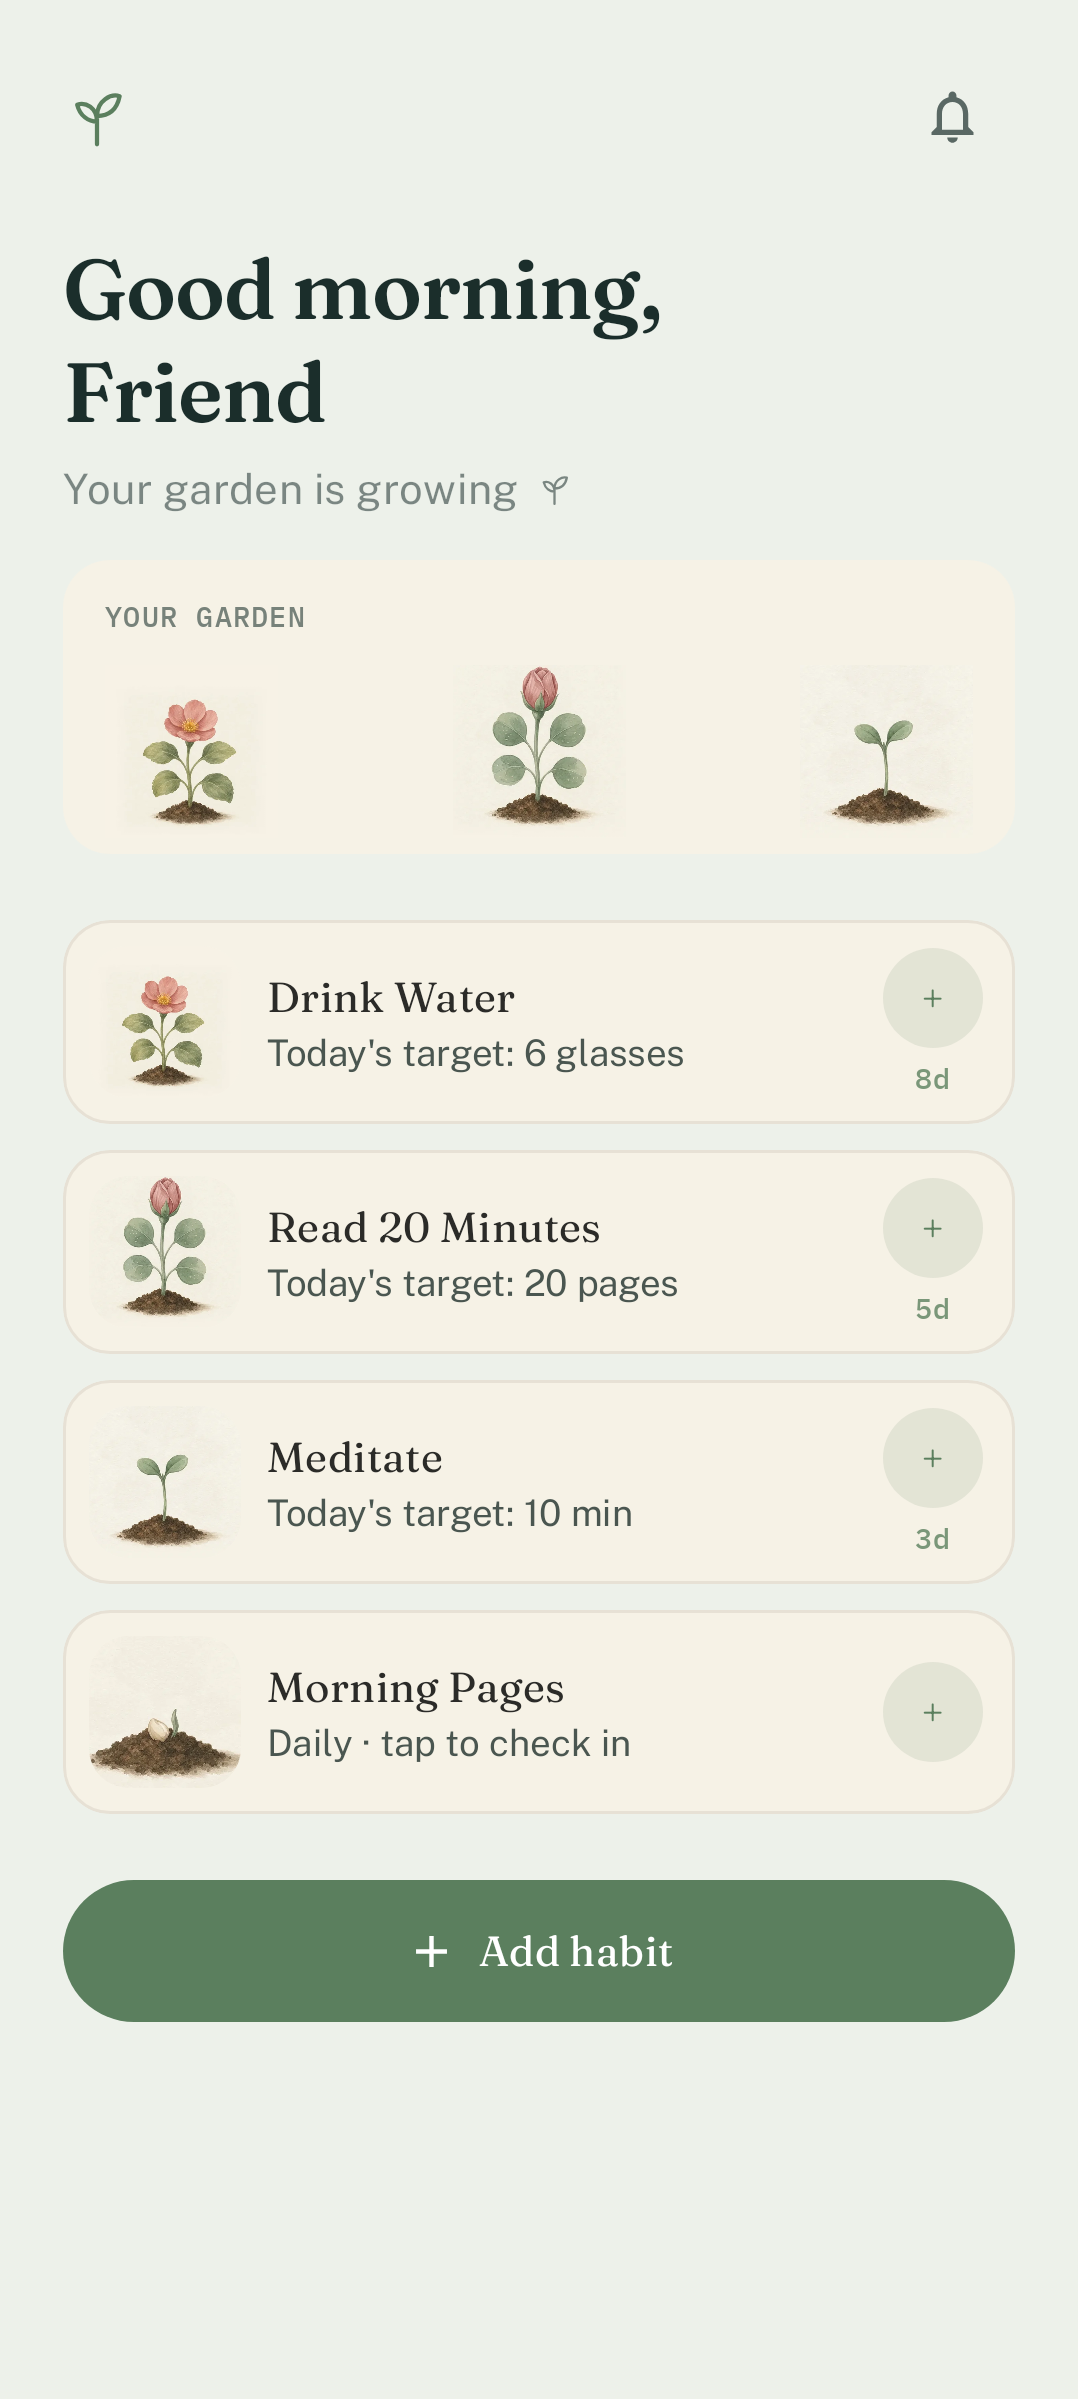 Good morning,
Friend
Your garden is growing
YOUR GARDEN
Drink Water
Today's target: 6 glasses
+
8d
Read 20 Minutes
Today's target: 20 pages
+
5d
Meditate
Today's target: 10 min
+
3d
Morning Pages
Daily · tap to check in
+
+ Add habit